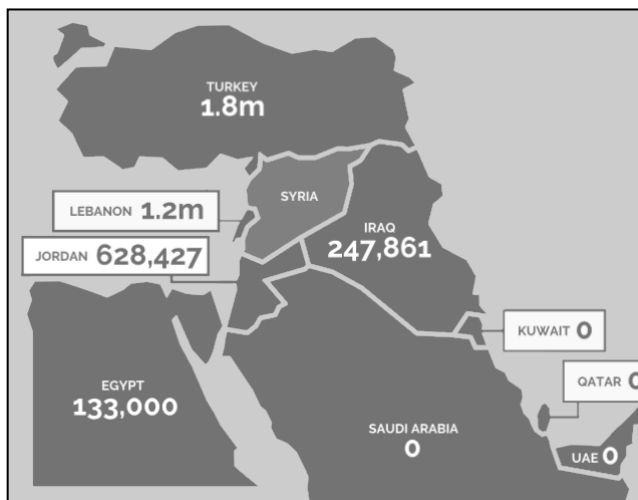 TURKEY
1.8m
SYRIA
LEBANON 1.2m
IRAQ
247,861
JORDAN 628,427
KUWAIT 0
QATAR 0
EGYPT
133,000
SAUDI ARABIA
0
UAE 0